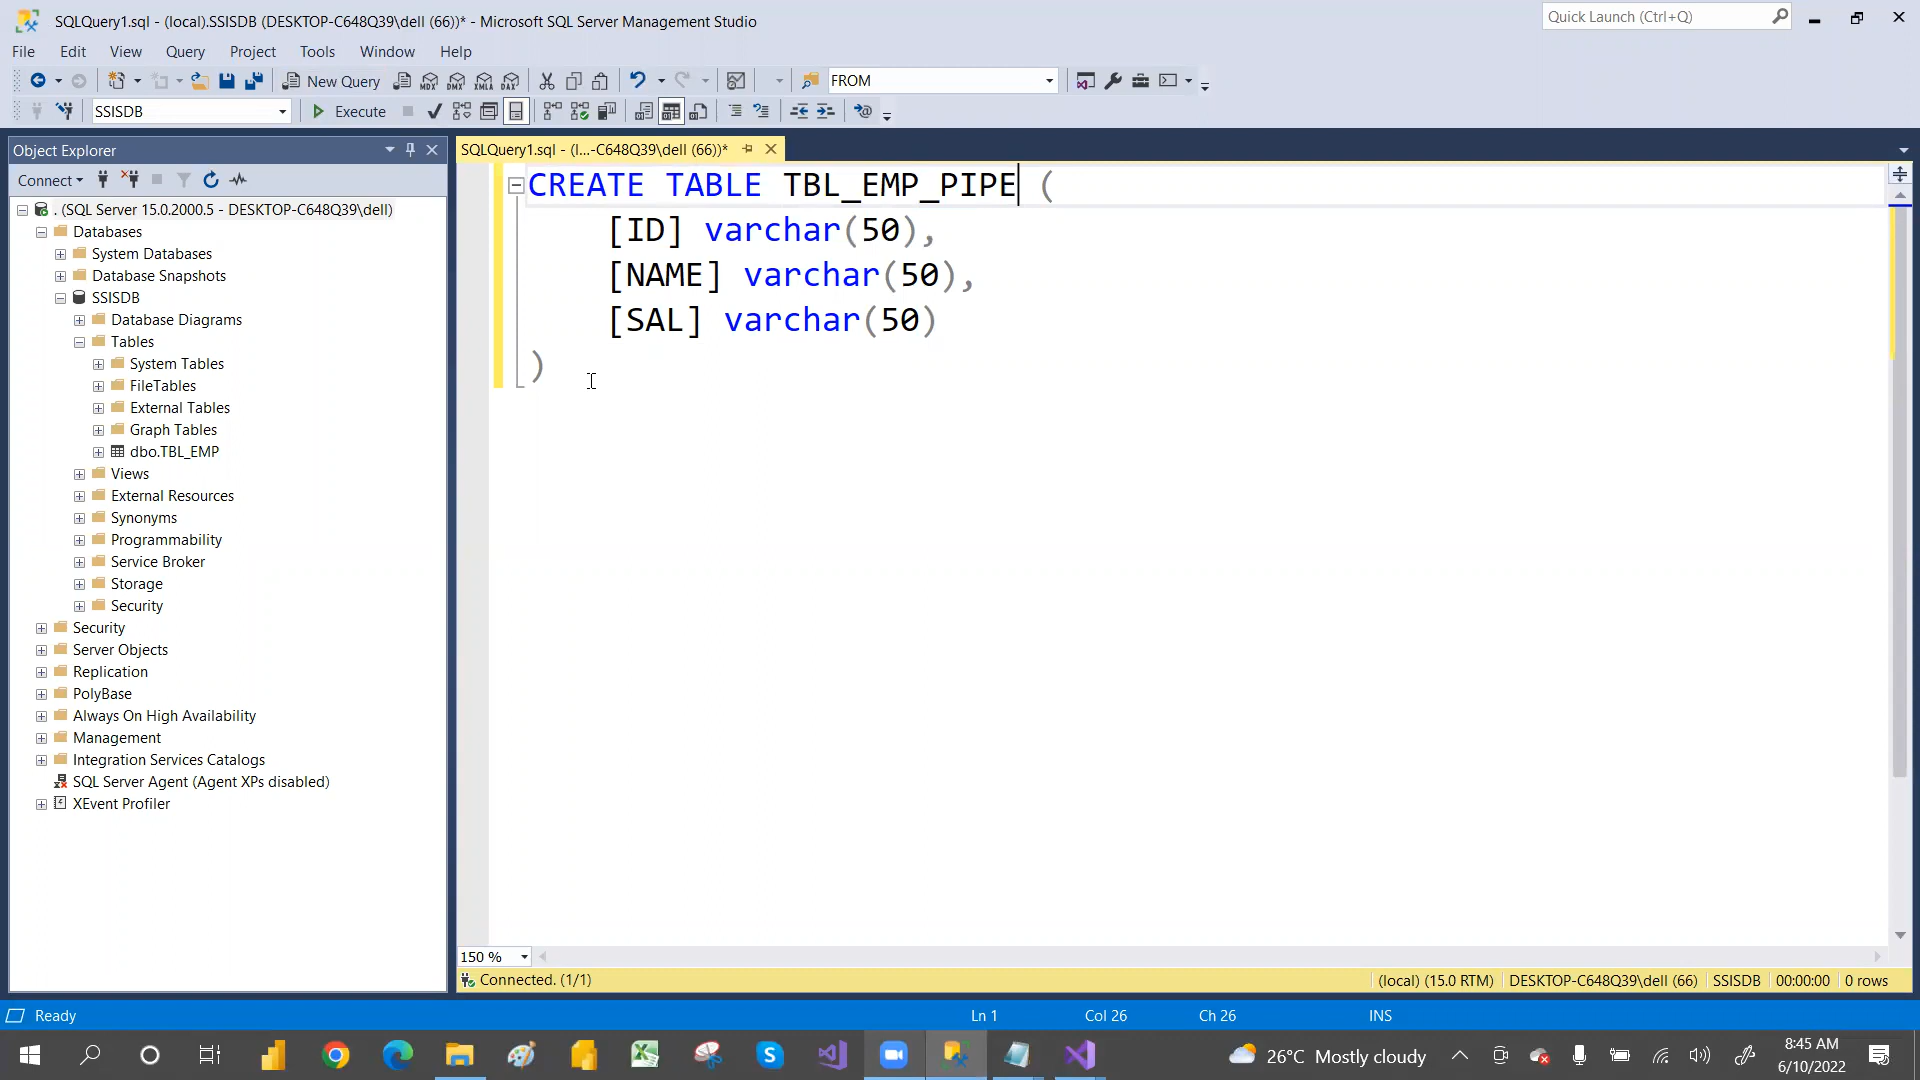 SQLQuery1.sql - (local).SSISDB (DESKTOP-C648Q39\dell (66))* - Microsoft SQL Server Management Studio
Quick Launch (Ctrl+Q)
File Edit View Query Project Tools Window Help
New Query MDX DMX XMLA DAX FROM
SSISDB Execute
Object Explorer
SQLQuery1.sql - (l...-C648Q39\dell (66))*
Connect
. (SQL Server 15.0.2000.5 - DESKTOP-C648Q39\dell)
Databases
System Databases
Database Snapshots
SSISDB
Database Diagrams
Tables
System Tables
FileTables
External Tables
Graph Tables
dbo.TBL_EMP
Views
External Resources
Synonyms
Programmability
Service Broker
Storage
Security
Security
Server Objects
Replication
PolyBase
Always On High Availability
Management
Integration Services Catalogs
SQL Server Agent (Agent XPs disabled)
XEvent Profiler
CREATE TABLE TBL_EMP_PIPE (
[ID] varchar(50),
[NAME] varchar(50),
[SAL] varchar(50)
)
150 %
Connected. (1/1)
(local) (15.0 RTM) DESKTOP-C648Q39\dell (66) SSISDB 00:00:00 0 rows
Ready Ln 1 Col 26 Ch 26 INS
26°C Mostly cloudy
8:45 AM
6/10/2022